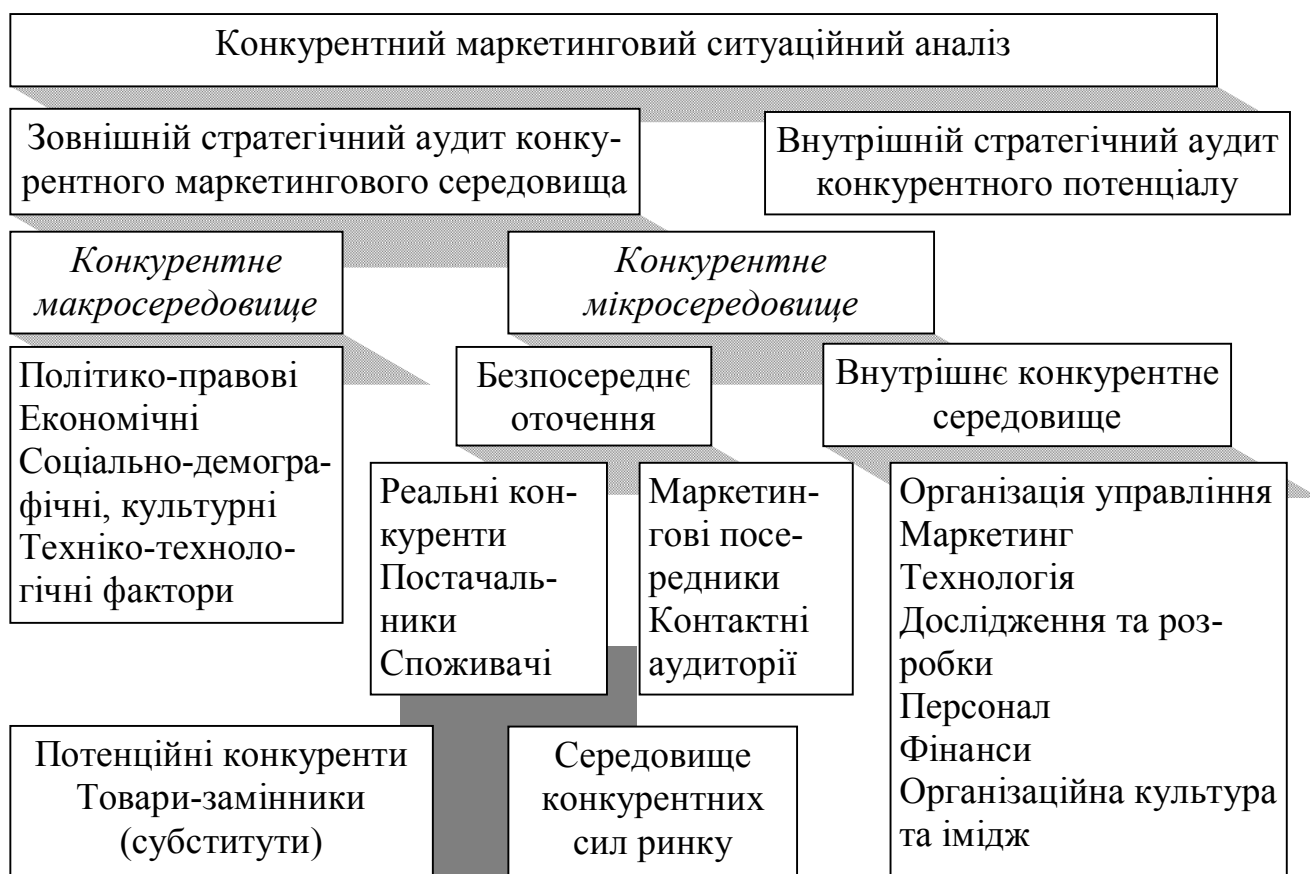 Конкурентний маркетинговий ситуаційний аналіз
Зовнішній стратегічний аудит конку-
рентного маркетингового середовища
Внутрішній стратегічний аудит
конкурентного потенціалу
Конкурентне
макросередовище
Конкурентне
мікросередовище
Політико-правові
Економічні
Соціально-демогра-
фічні, культурні
Техніко-техноло-
гічні фактори
Безпосереднє
оточення
Внутрішнє конкурентне
середовище
Реальні кон-
куренти
Постачаль-
ники
Споживачі
Маркетин-
гові посе-
редники
Контактні
аудиторії
Організація управління
Маркетинг
Технологія
Дослідження та роз-
робки
Персонал
Фінанси
Організаційна культура
та імідж
Потенційні конкуренти
Товари-замінники
(субститути)
Середовище
конкурентних
сил ринку